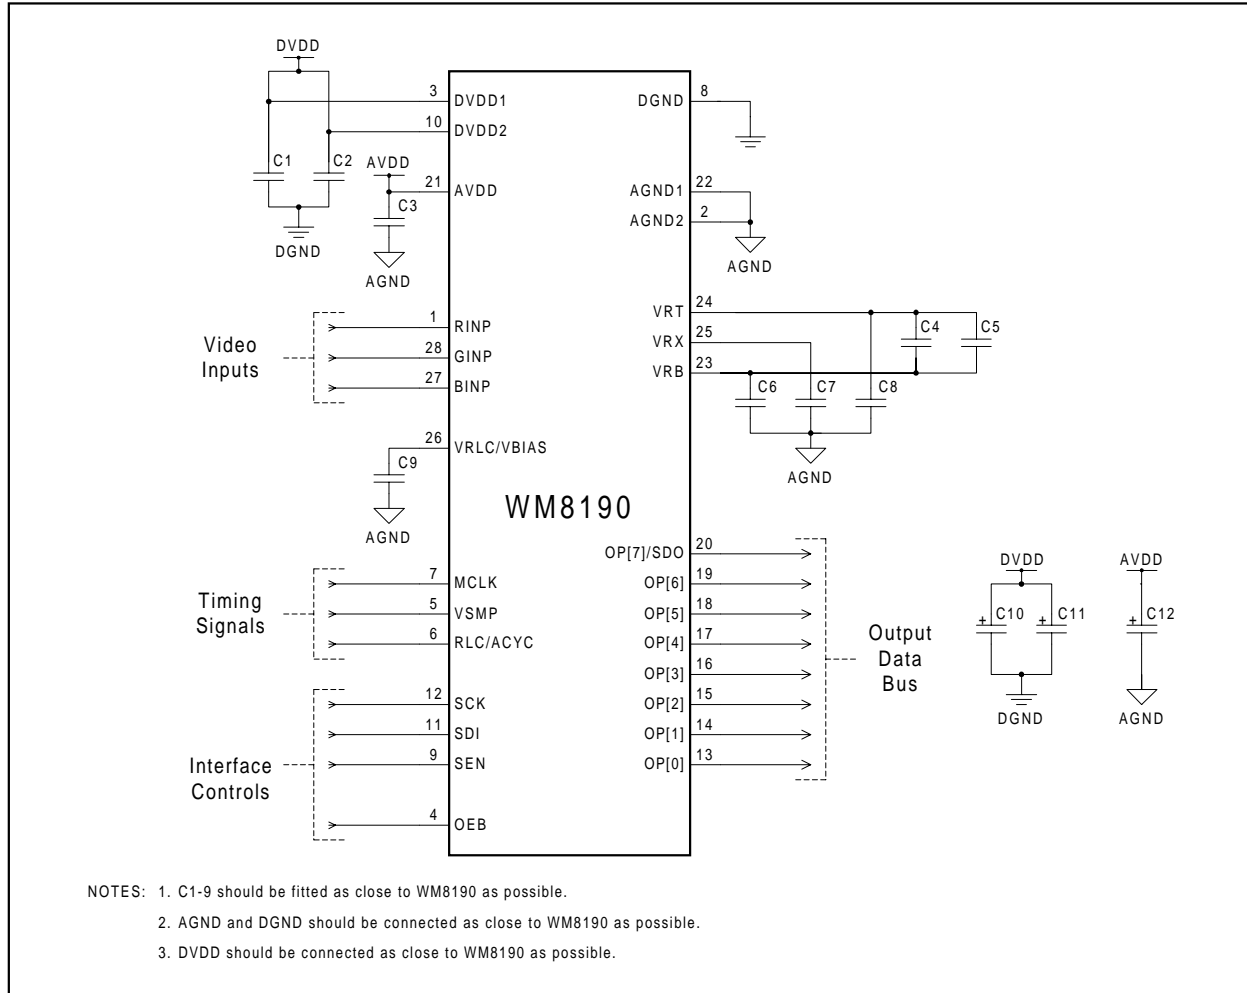 DVDD
3 DVDD1
10 DVDD2
C1 C2
DGND
AVDD
21 AVDD
C3
AGND
DGND 8
AGND1 22
AGND2 2
AGND
Video
Inputs
1 RINP
28 GINP
27 BINP
VRT 24
VRX 25
VRB 23
C4 C5
C6 C7 C8
AGND
26 VRLC/VBIAS
C9
AGND
WM8190
Timing
Signals
7 MCLK
5 VSMP
6 RLC/ACYC
Interface
Controls
12 SCK
11 SDI
9 SEN
4 OEB
OP[7]/SDO 20
OP[6] 19
OP[5] 18
OP[4] 17
OP[3] 16
OP[2] 15
OP[1] 14
OP[0] 13
Output
Data
Bus
DVDD
+ C10 + C11
DGND
AVDD
+ C12
AGND
NOTES: 1. C1-9 should be fitted as close to WM8190 as possible.
2. AGND and DGND should be connected as close to WM8190 as possible.
3. DVDD should be connected as close to WM8190 as possible.